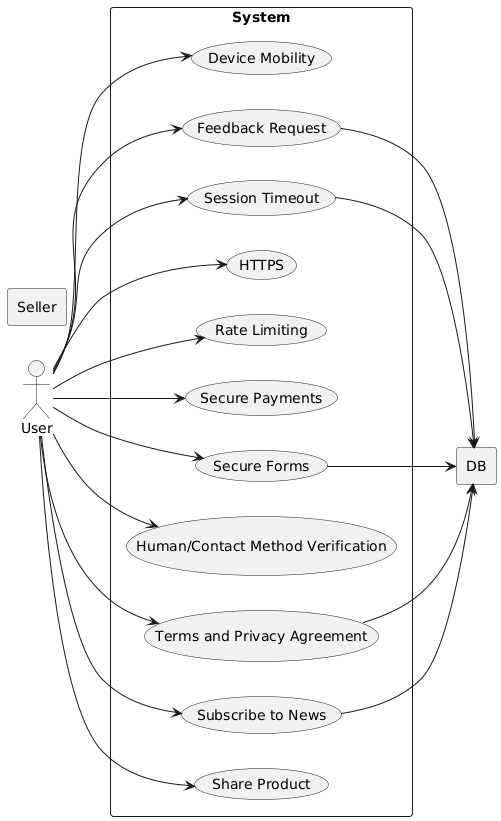 System
Device Mobility
Feedback Request
Session Timeout
HTTPS
Seller
Rate Limiting
Secure Payments
User
Secure Forms
DB
Human/Contact Method Verification
Terms and Privacy Agreement
Subscribe to News
Share Product